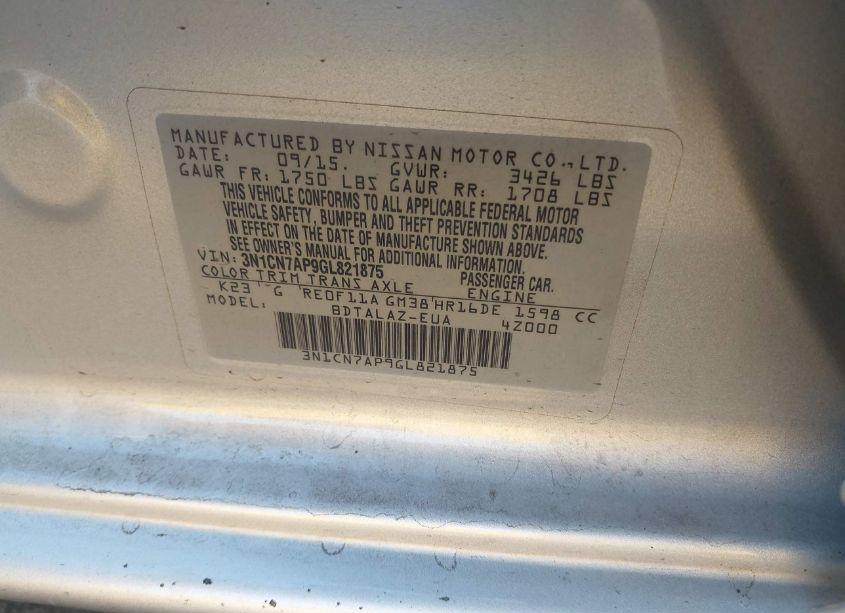 MANUFACTURED BY NISSAN MOTOR CO., LTD.
DATE: 09/15. GVWR: 3426 LBS
GAWR FR: 1750 LBS GAWR RR: 1708 LBS
THIS VEHICLE CONFORMS TO ALL APPLICABLE FEDERAL MOTOR
VEHICLE SAFETY, BUMPER AND THEFT PREVENTION STANDARDS
IN EFFECT ON THE DATE OF MANUFACTURE SHOWN ABOVE.
SEE OWNER'S MANUAL FOR ADDITIONAL INFORMATION.
VIN: 3N1CN7AP9GL821875 PASSENGER CAR.
COLOR TRIM TRANS AXLE ENGINE
K23 G RE0F11A GM38 HR16DE 1598 CC
MODEL: BDTALAZ-EUA 4Z000
3N1CN7AP9GL821875